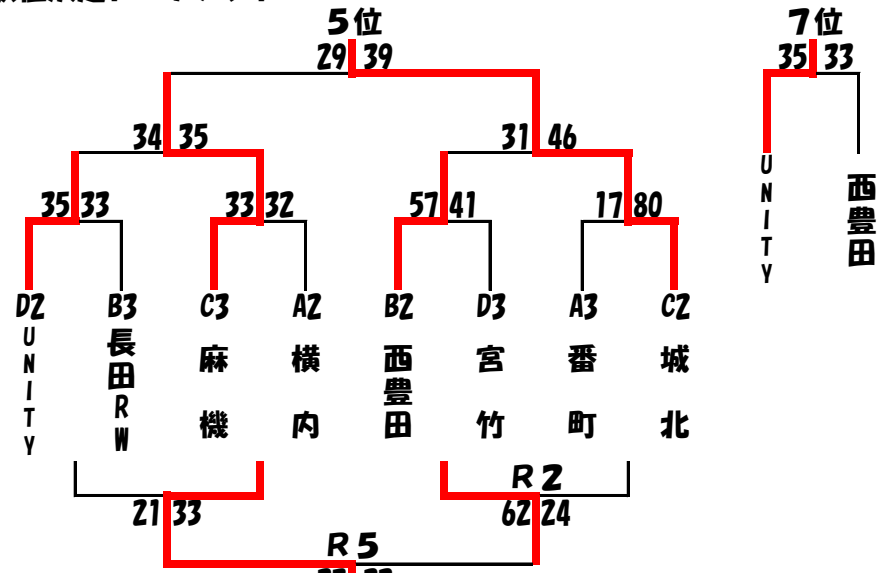 5位
7位
29 39
35 33
34 35
31 46
35 33
33 32
57 41
17 80
UNITY
西豊田
D2
B3
C3
A2
B2
D3
A3
C2
UNITY
長田RW
麻機
横内
西豊田
宮竹
番町
城北
R2
21 33
62 24
R5